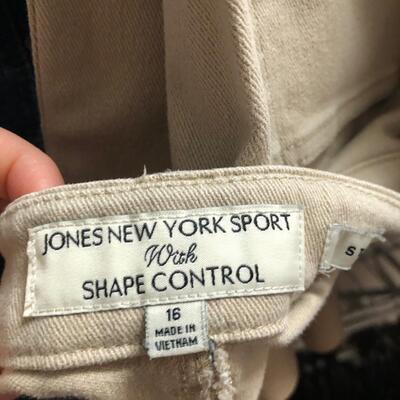 JONES NEW YORK SPORT
With
SHAPE CONTROL
16
MADE IN
VIETNAM
S